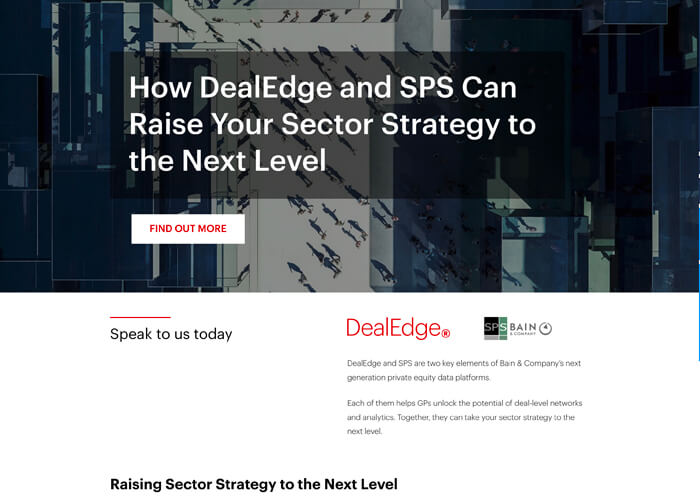 How DealEdge and SPS Can
Raise Your Sector Strategy to
the Next Level
FIND OUT MORE
Speak to us today
DealEdge®
SPS BAIN
& COMPANY
DealEdge and SPS are two key elements of Bain & Company's next
generation private equity data platforms.
Each of them helps GPs unlock the potential of deal-level networks
and analytics. Together, they can take your sector strategy to the
next level.
Raising Sector Strategy to the Next Level